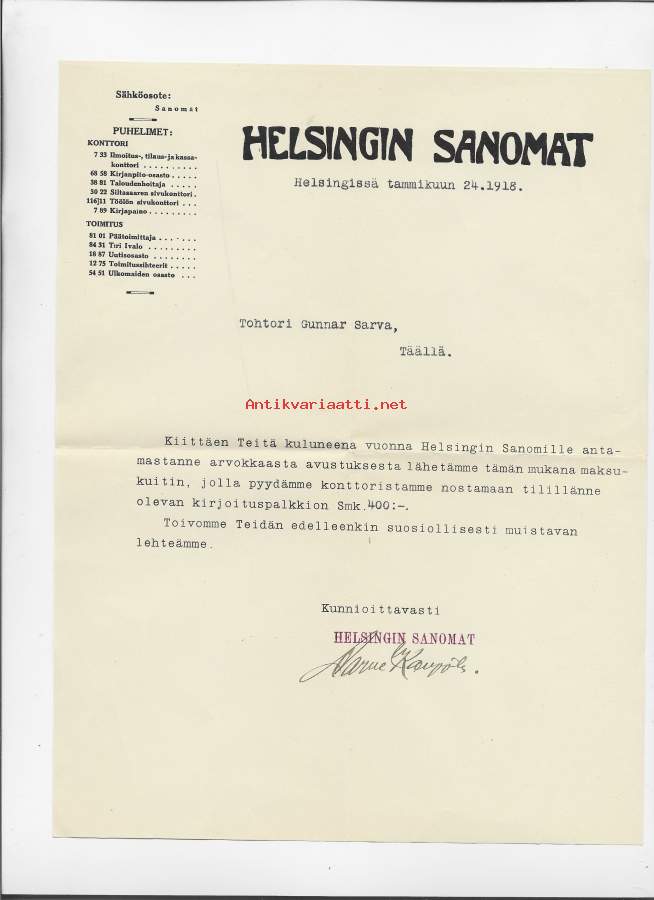 Sähköosote:
Sanomat
PUHELIMET:
KONTTORI
7 33 Ilmoitus-, tilaus- ja kassa-
konttori . . . . . . . . . .
68 58 Kirjanpito-osasto . . . . .
38 81 Taloudenhoitaja . . . . .
50 22 Siltasaaren sivukonttori .
116 11 Töölön sivukonttori . . .
7 89 Kirjapaino . . . . . . . . .
TOIMITUS
81 01 Päätoimittaja . . . . . . .
84 31 Tri Ivalo . . . . . . . . .
18 87 Uutisosasto . . . . . . . .
12 75 Toimitussihteerit . . . . .
54 51 Ulkomaiden osasto . . .
HELSINGIN SANOMAT
Helsingissä tammikuun 24.1918.
Tohtori Gunnar Sarva,
Täällä.
Antikvariaatti.net
Kiittäen Teitä kuluneena vuonna Helsingin Sanomille anta-
mastanne arvokkaasta avustuksesta lähetämme tämän mukana maksu-
kuitin, jolla pyydämme konttoristamme nostamaan tilillänne
olevan kirjoituspalkkion Smk.400:-.
Toivomme Teidän edelleenkin suosiollisesti muistavan
lehteämme.
Kunnioittavasti
HELSINGIN SANOMAT